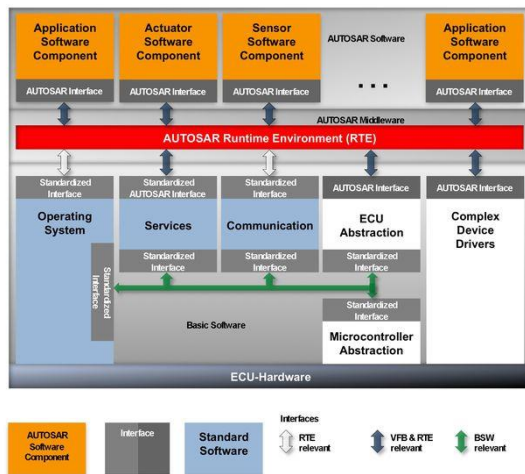 Application
Software
Component
AUTOSAR Interface
Actuator
Software
Component
AUTOSAR Interface
Sensor
Software
Component
AUTOSAR Interface
AUTOSAR Software
...
Application
Software
Component
AUTOSAR Interface
AUTOSAR Middleware
AUTOSAR Runtime Environment (RTE)
Standardized
Interface
Operating
System
Standardized
Interface
Standardized
AUTOSAR Interface
Services
Standardized
Interface
Standardized
Interface
Communication
Standardized
Interface
AUTOSAR Interface
ECU
Abstraction
Standardized
Interface
Standardized
Interface
Microcontroller
Abstraction
AUTOSAR Interface
Complex
Device
Drivers
Basic Software
ECU-Hardware
AUTOSAR
Software
Component
Interface
Standard
Software
Interfaces
RTE
relevant
VFB & RTE
relevant
BSW
relevant